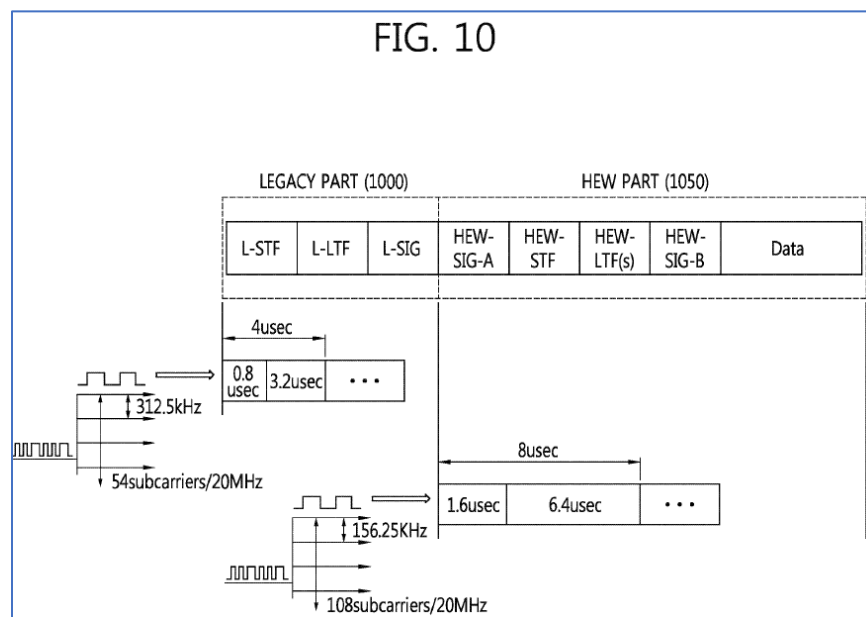 FIG. 10
LEGACY PART (1000)
HEW PART (1050)
L-STF
L-LTF
L-SIG
HEW-
SIG-A
HEW-
STF
HEW-
LTF(s)
HEW-
SIG-B
Data
4usec
0.8
usec
3.2usec
• • •
312.5kHz
54subcarriers/20MHz
8usec
1.6usec
6.4usec
• • •
156.25KHz
108subcarriers/20MHz